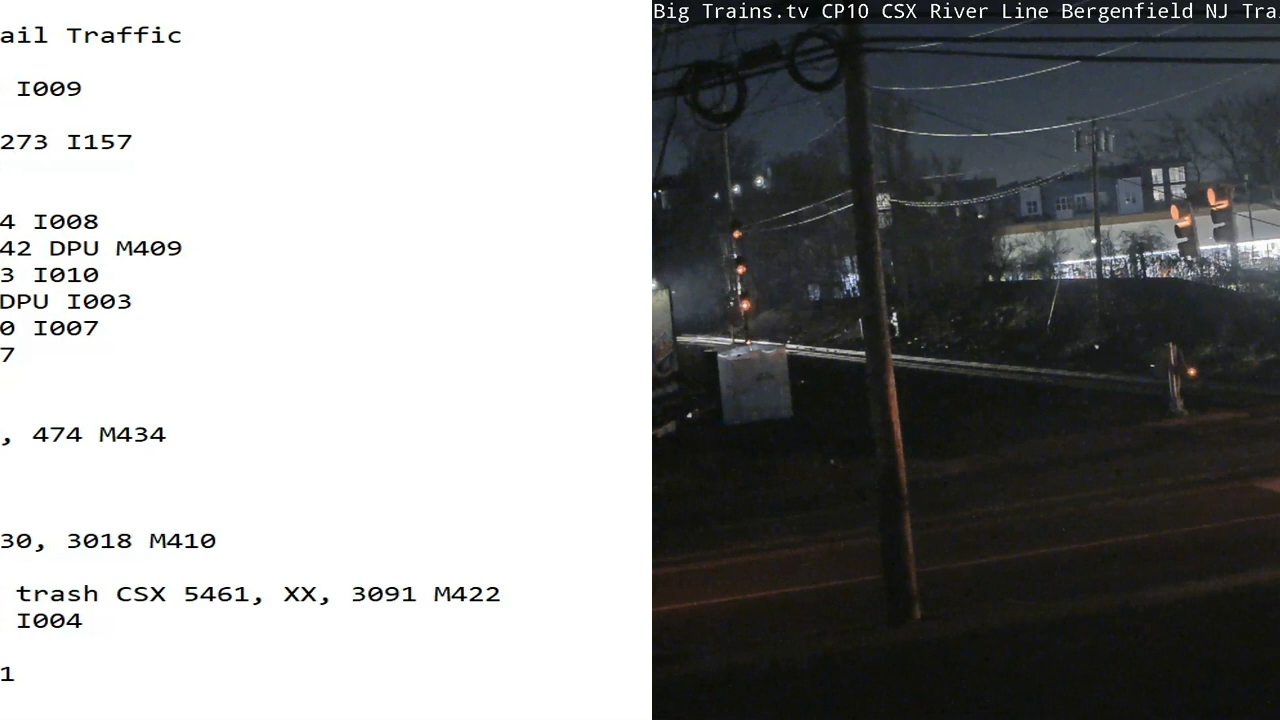 ail Traffic
I009
273 I157
4 I008
42 DPU M409
3 I010
DPU I003
0 I007
7
, 474 M434
30, 3018 M410
trash CSX 5461, XX, 3091 M422
I004
1
Big Trains.tv CP10 CSX River Line Bergenfield NJ Tra